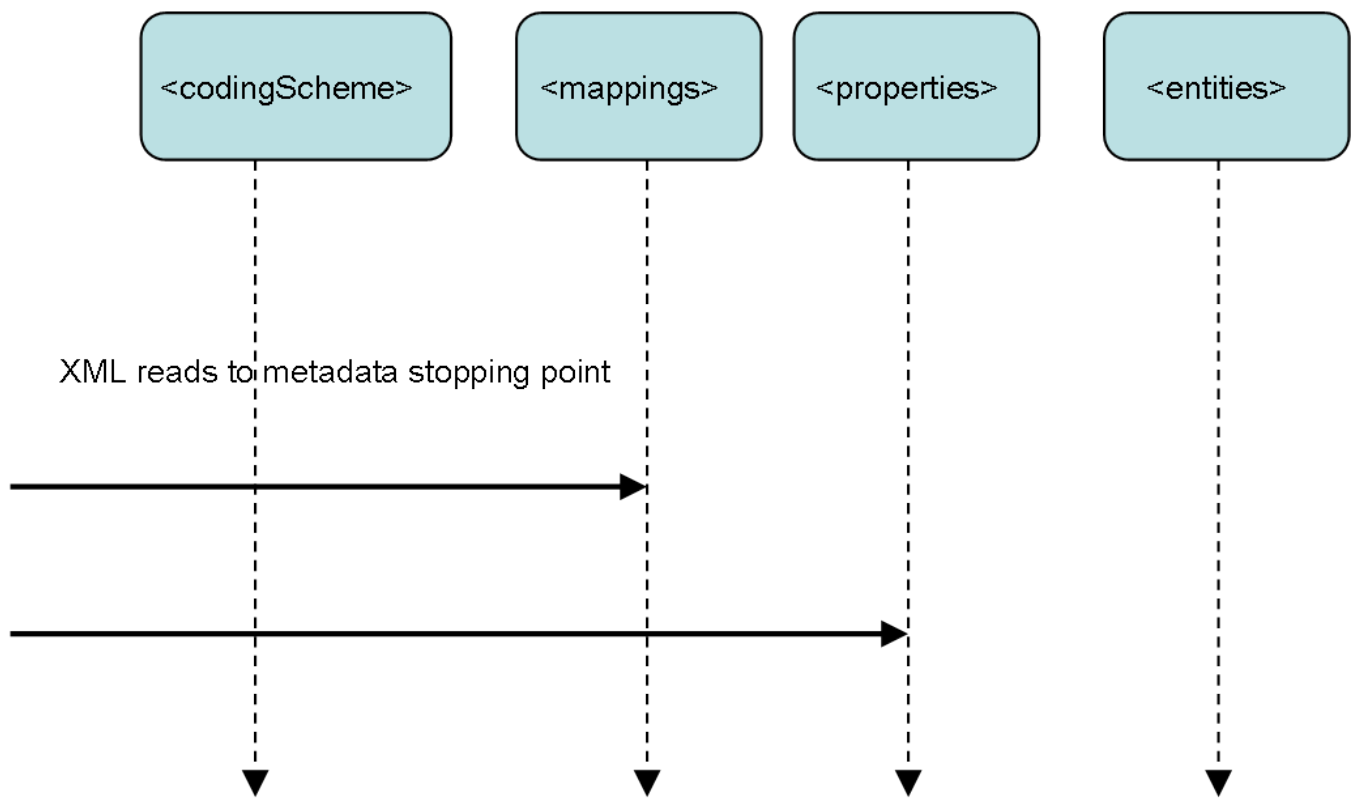 <codingScheme>
<mappings>
<properties>
<entities>
XML reads to metadata stopping point